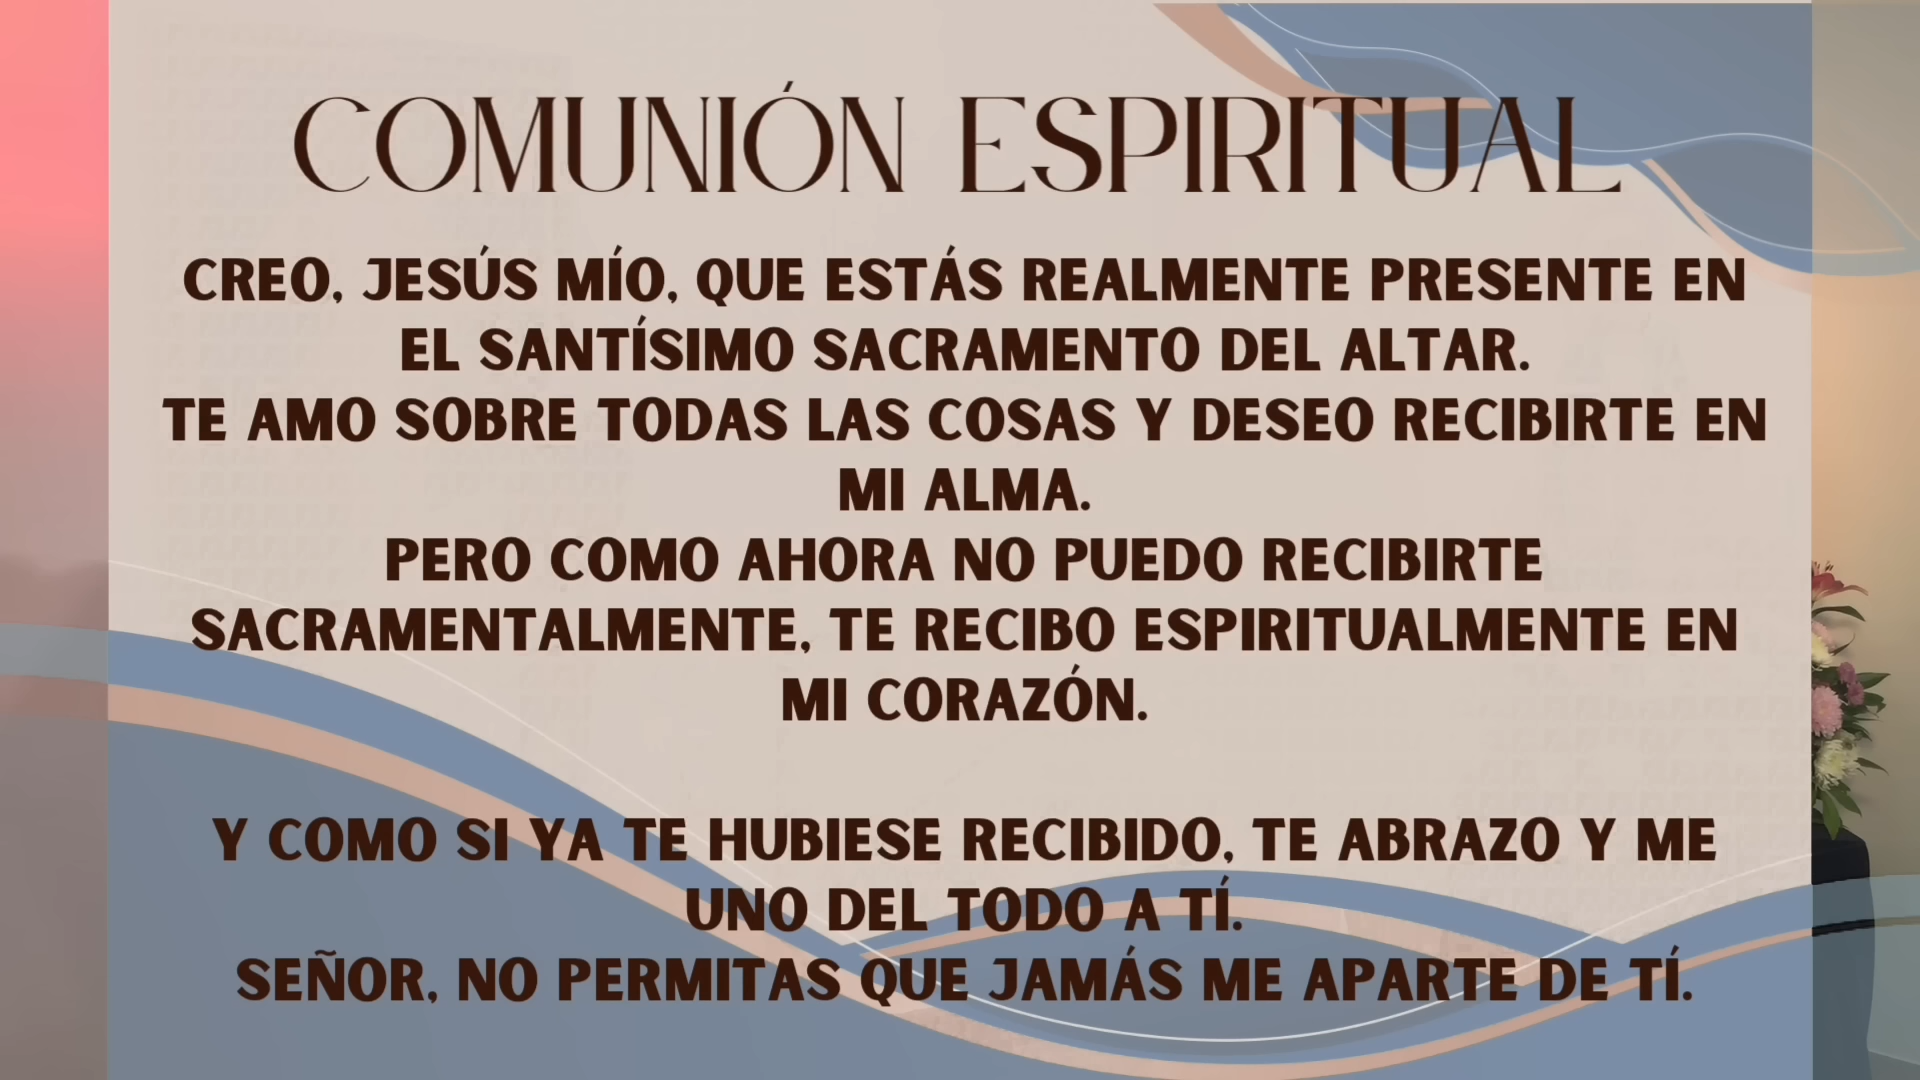 COMUNIÓN ESPIRITUAL
CREO, JESÚS MÍO, QUE ESTÁS REALMENTE PRESENTE EN
EL SANTÍSIMO SACRAMENTO DEL ALTAR.
TE AMO SOBRE TODAS LAS COSAS Y DESEO RECIBIRTE EN
MI ALMA.
PERO COMO AHORA NO PUEDO RECIBIRTE
SACRAMENTALMENTE, TE RECIBO ESPIRITUALMENTE EN
MI CORAZÓN.
Y COMO SI YA TE HUBIESE RECIBIDO, TE ABRAZO Y ME
UNO DEL TODO A TÍ.
SEÑOR, NO PERMITAS QUE JAMÁS ME APARTE DE TÍ.